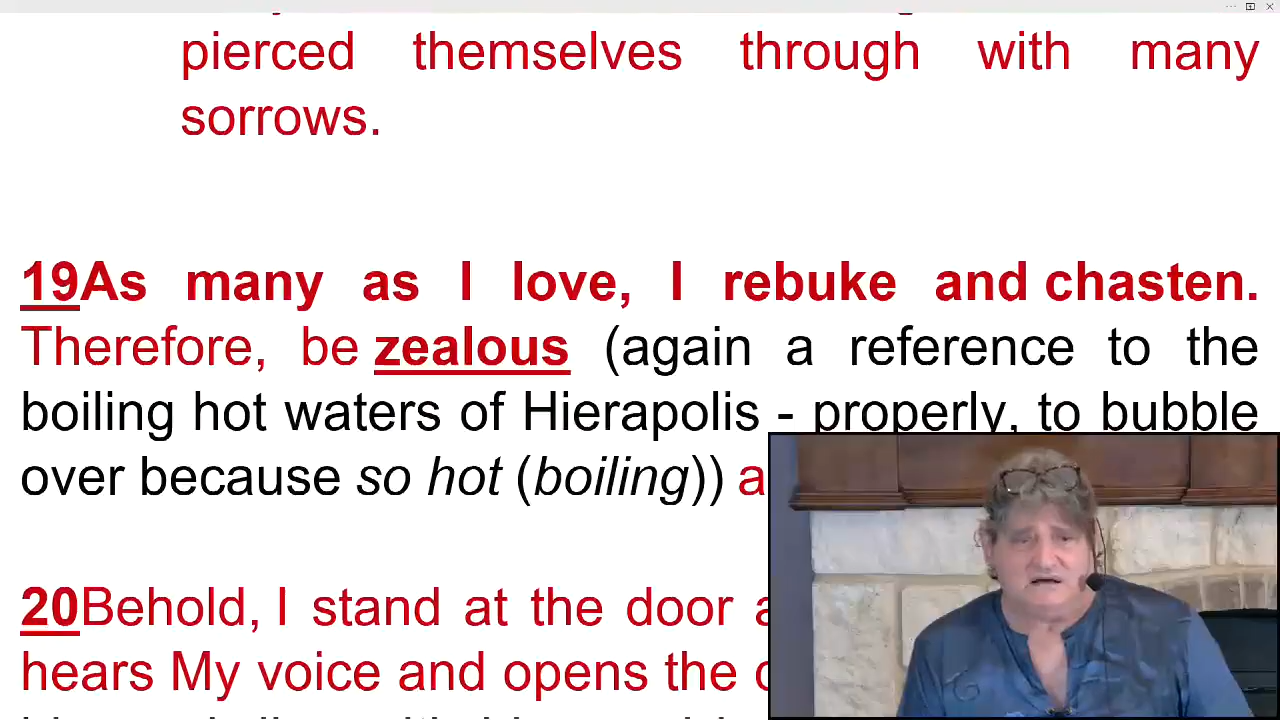 pierced themselves through with many
sorrows.
19As many as I love, I rebuke and chasten.
Therefore, be zealous (again a reference to the
boiling hot waters of Hierapolis - properly, to bubble
over because so hot (boiling)) a
20Behold, I stand at the door a
hears My voice and opens the